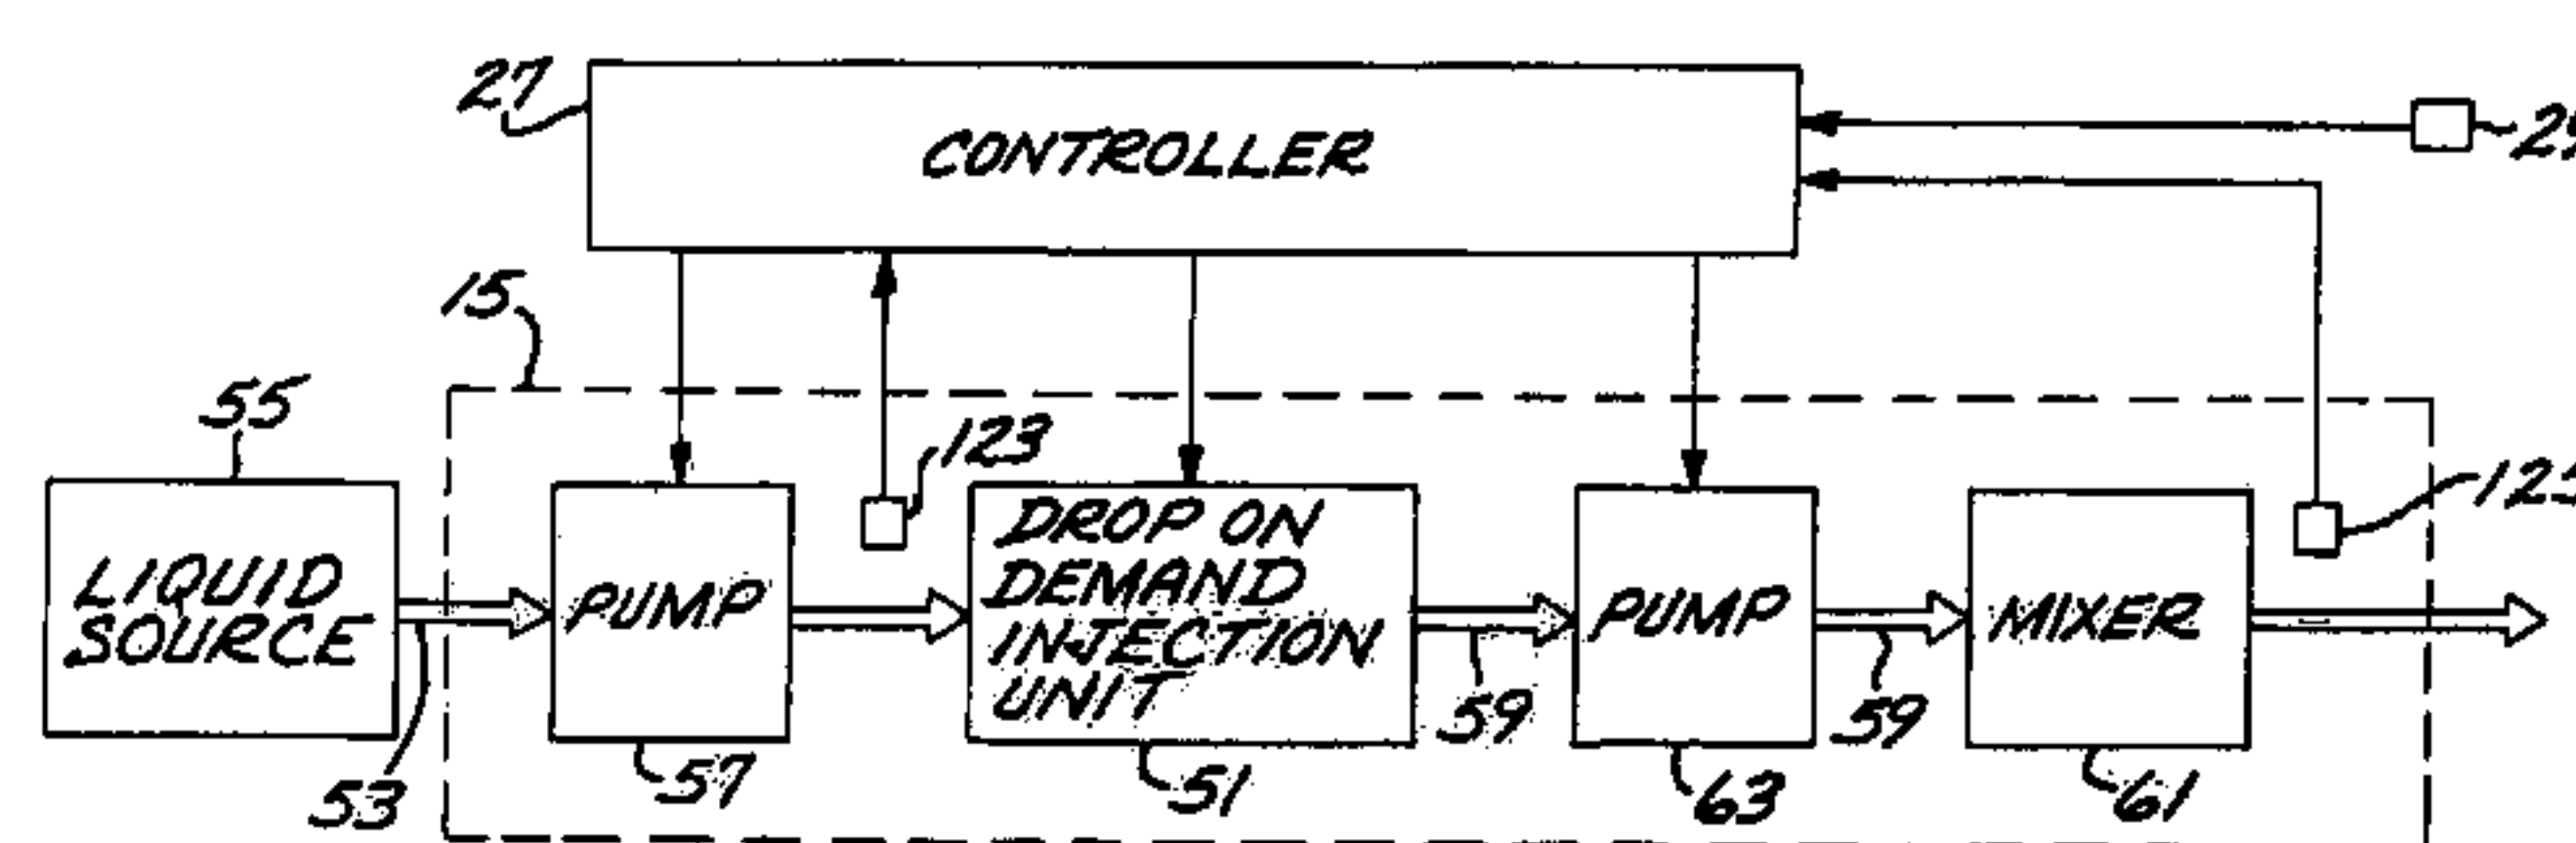 27
CONTROLLER
15
55
123
LIQUID
SOURCE
PUMP
DROP ON
DEMAND
INJECTION
UNIT
PUMP
MIXER
53
57
51
59
63
59
61